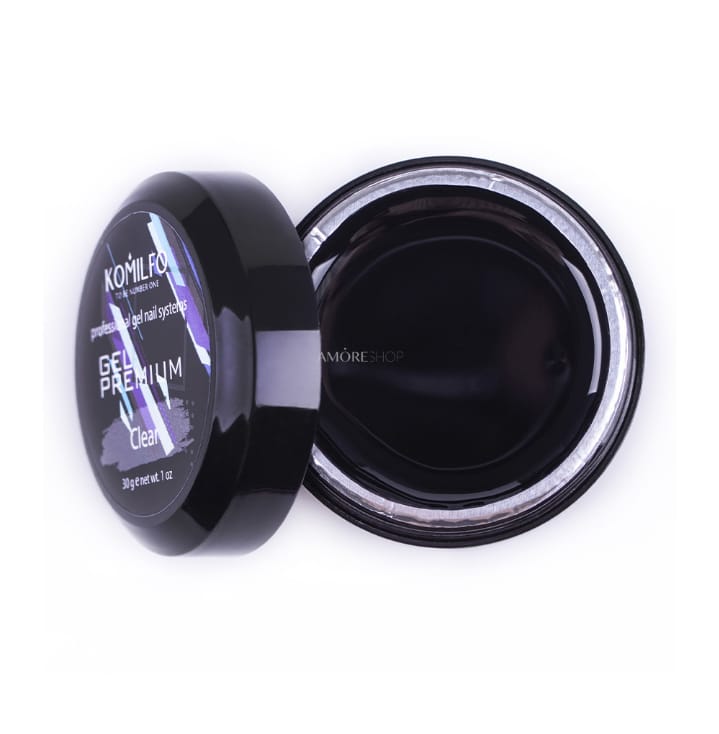 KOMILFO
TO BE NUMBER ONE
professional gel nail systems
GEL
PREMIUM
Clear
30 g e net wt. 1 oz
AMORESHOP